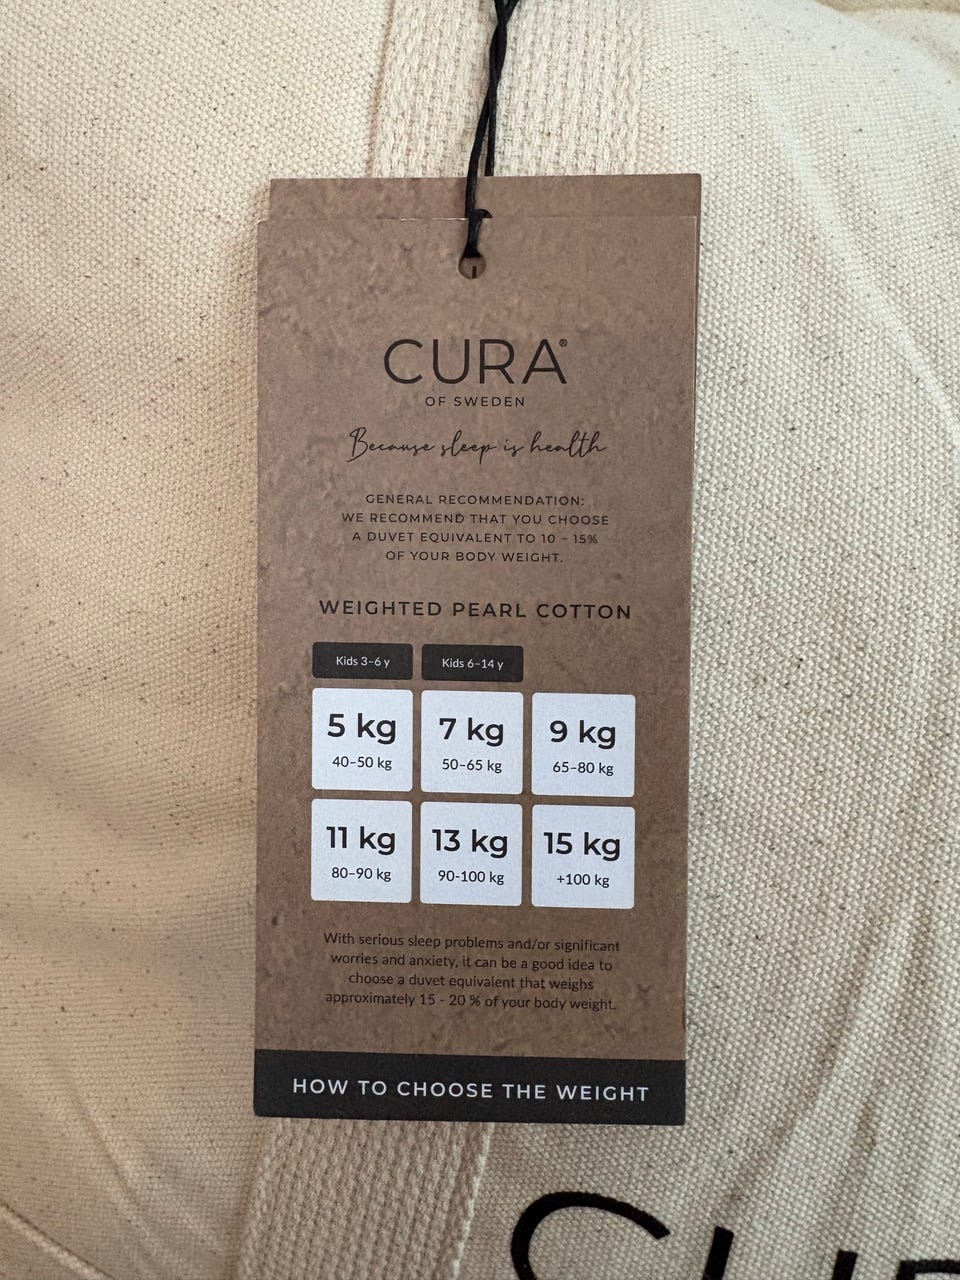 CURA®
OF SWEDEN
Because sleep is health
GENERAL RECOMMENDATION:
WE RECOMMEND THAT YOU CHOOSE
A DUVET EQUIVALENT TO 10 – 15%
OF YOUR BODY WEIGHT.
WEIGHTED PEARL COTTON
Kids 3–6 y
Kids 6–14 y
5 kg
40–50 kg
7 kg
50–65 kg
9 kg
65–80 kg
11 kg
80–90 kg
13 kg
90-100 kg
15 kg
+100 kg
With serious sleep problems and/or significant
worries and anxiety, it can be a good idea to
choose a duvet equivalent that weighs
approximately 15 - 20 % of your body weight.
HOW TO CHOOSE THE WEIGHT